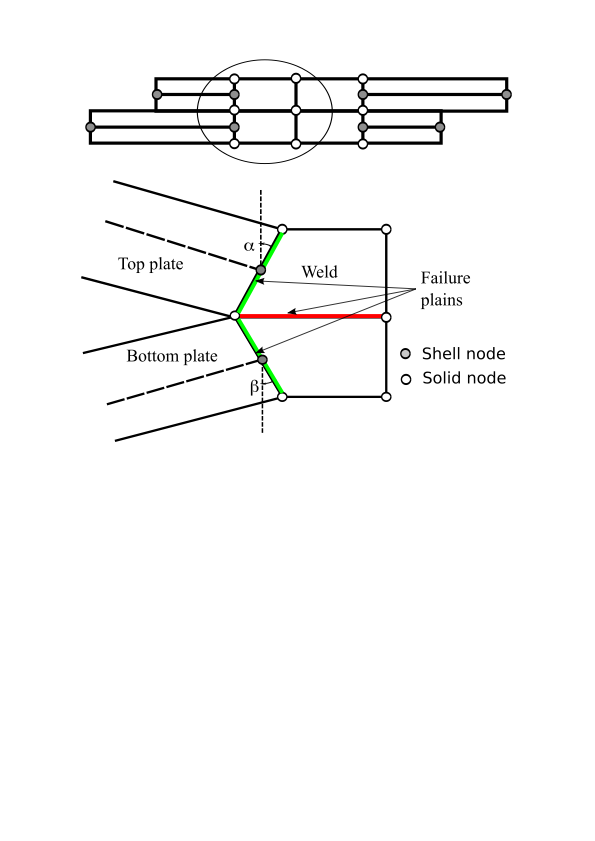 α
Top plate
Weld
Failure
plains
Bottom plate
Shell node
Solid node
β